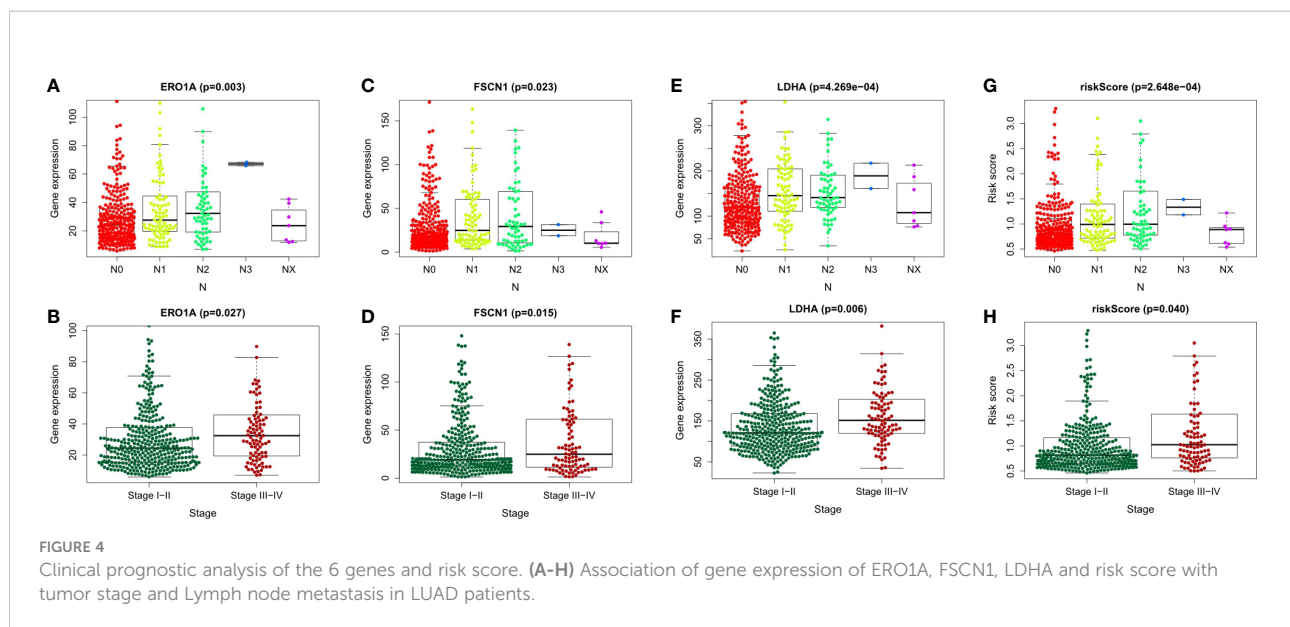 A
ERO1A (p=0.003)
Gene expression
100
80
60
40
20
N0 N1 N2 N3 NX
N
C
FSCN1 (p=0.023)
Gene expression
150
100
50
0
N0 N1 N2 N3 NX
N
E
LDHA (p=4.269e−04)
Gene expression
300
200
150
100
50
N0 N1 N2 N3 NX
N
G
riskScore (p=2.648e−04)
Risk score
3.0
2.5
2.0
1.5
1.0
0.5
N0 N1 N2 N3 NX
N
B
ERO1A (p=0.027)
Gene expression
100
80
60
40
20
Stage I−II Stage III−IV
Stage
D
FSCN1 (p=0.015)
Gene expression
150
100
50
0
Stage I−II Stage III−IV
Stage
F
LDHA (p=0.006)
Gene expression
350
250
150
50
Stage I−II Stage III−IV
Stage
H
riskScore (p=0.040)
Risk score
3.0
2.5
2.0
1.5
1.0
0.5
Stage I−II Stage III−IV
Stage
FIGURE 4
Clinical prognostic analysis of the 6 genes and risk score. (A-H) Association of gene expression of ERO1A, FSCN1, LDHA and risk score with
tumor stage and Lymph node metastasis in LUAD patients.